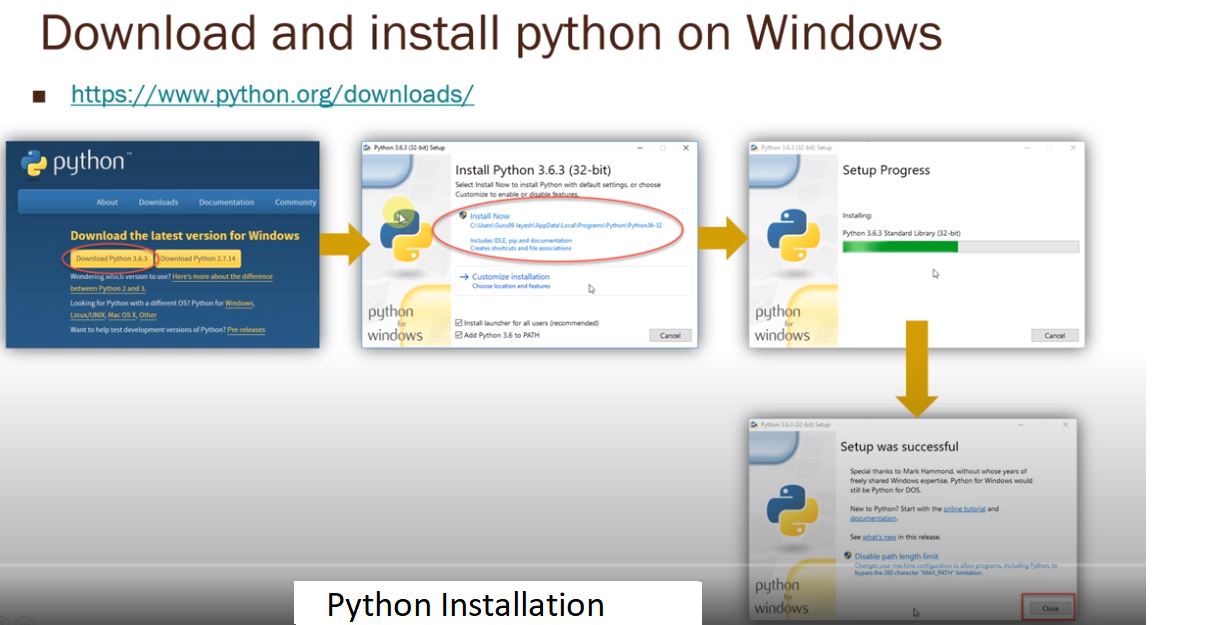 Download and install python on Windows
https://www.python.org/downloads/
python™
About Downloads Documentation Community
Download the latest version for Windows
Download Python 3.6.3 Download Python 2.7.14
Wondering which version to use? Here's more about the difference
between Python 2 and 3.
Looking for Python with a different OS? Python for Windows,
Linux/UNIX, Mac OS X, Other
Want to help test development versions of Python? Pre-releases
Python 3.6.3 (32-bit) Setup
Install Python 3.6.3 (32-bit)
Select Install Now to install Python with default settings, or choose
Customize to enable or disable features.
Install Now
C:\Users\Guru99.Jayesh\AppData\Local\Programs\Python\Python36-32
Includes IDLE, pip and documentation
Creates shortcuts and file associations
Customize installation
Choose location and features
Install launcher for all users (recommended)
Add Python 3.6 to PATH
Cancel
python
for
windows
Python 3.6.3 (32-bit) Setup
Setup Progress
Installing:
Python 3.6.3 Standard Library (32-bit)
Cancel
python
for
windows
Python 3.6.3 (32-bit) Setup
Setup was successful
Special thanks to Mark Hammond, without whose years of
freely shared Windows expertise, Python for Windows would
still be Python for DOS.
New to Python? Start with the online tutorial and
documentation.
See what's new in this release.
Disable path length limit
Changes your machine configuration to allow programs, including Python, to
bypass the 260 character "MAX_PATH" limitation.
Close
python
for
windows
Python Installation